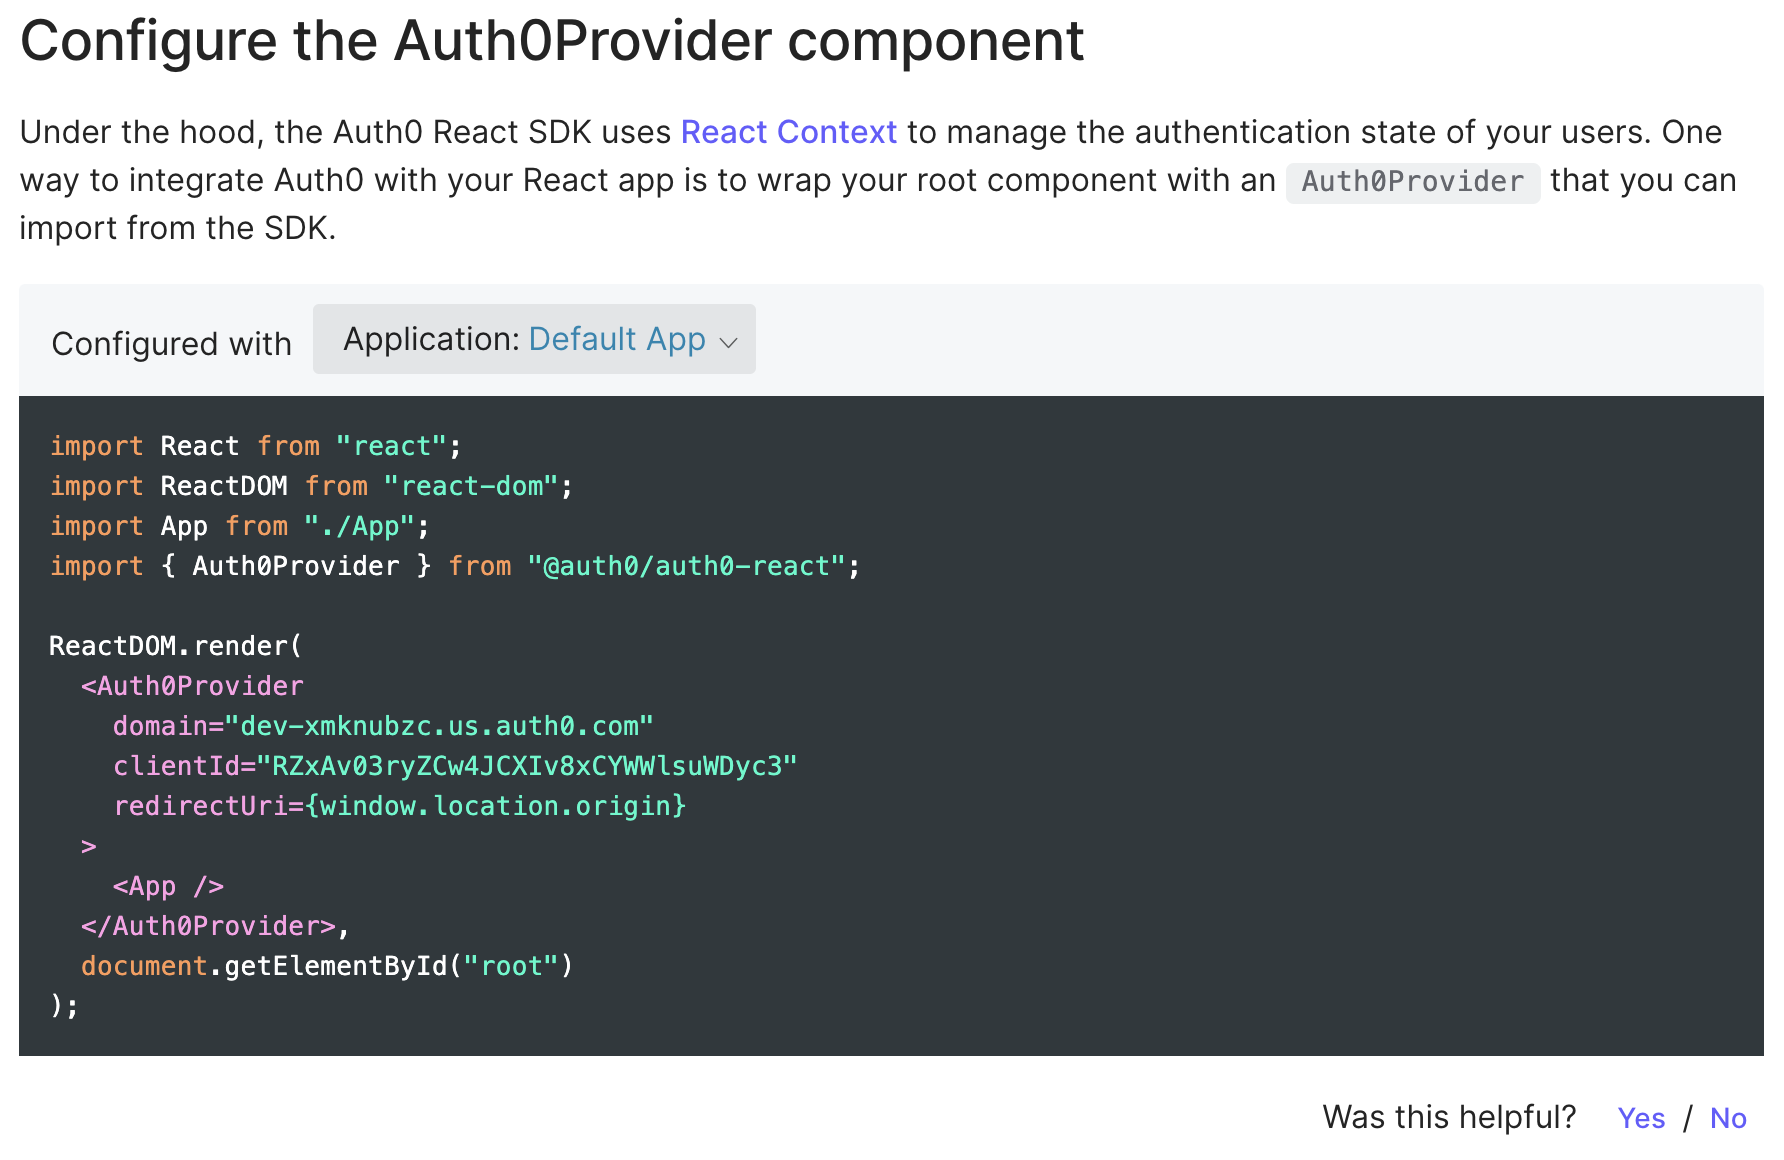 Configure the Auth0Provider component
Under the hood, the Auth0 React SDK uses React Context to manage the authentication state of your users. One
way to integrate Auth0 with your React app is to wrap your root component with an Auth0Provider that you can
import from the SDK.
Configured with Application: Default App
import React from "react";
import ReactDOM from "react-dom";
import App from "./App";
import { Auth0Provider } from "@auth0/auth0-react";
ReactDOM.render(
<Auth0Provider
domain="dev-xmknubzc.us.auth0.com"
clientId="RZxAv03ryZCw4JCXIv8xCYWWlsuWDyc3"
redirectUri={window.location.origin}
>
<App />
</Auth0Provider>,
document.getElementById("root")
);
Was this helpful? Yes / No